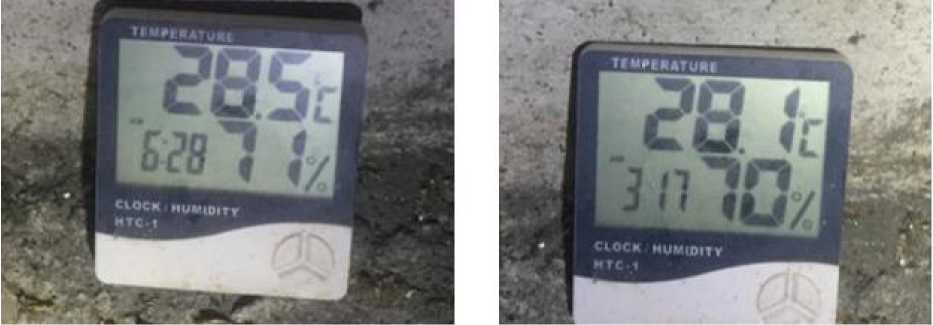 TEMPERATURE
28.5°C
6:28 71%
CLOCK / HUMIDITY
HTC-1
TEMPERATURE
28.1°C
3 17 70%
CLOCK / HUMIDITY
HTC-1